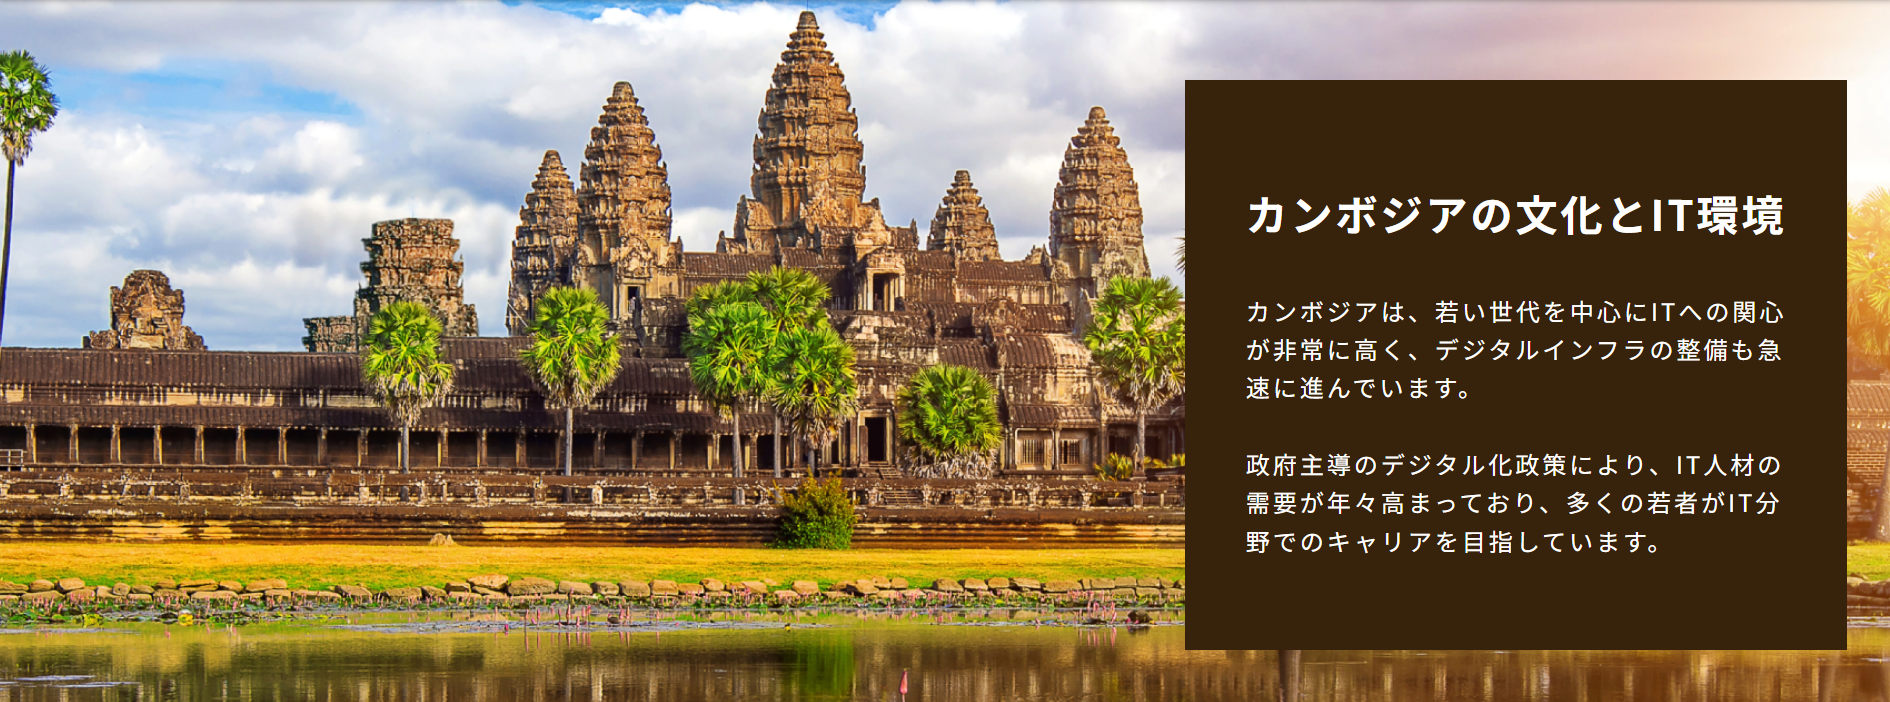 カンボジアの文化とIT環境
カンボジアは、若い世代を中心にITへの関心
が非常に高く、デジタルインフラの整備も急
速に進んでいます。
政府主導のデジタル化政策により、IT人材の
需要が年々高まっており、多くの若者がIT分
野でのキャリアを目指しています。